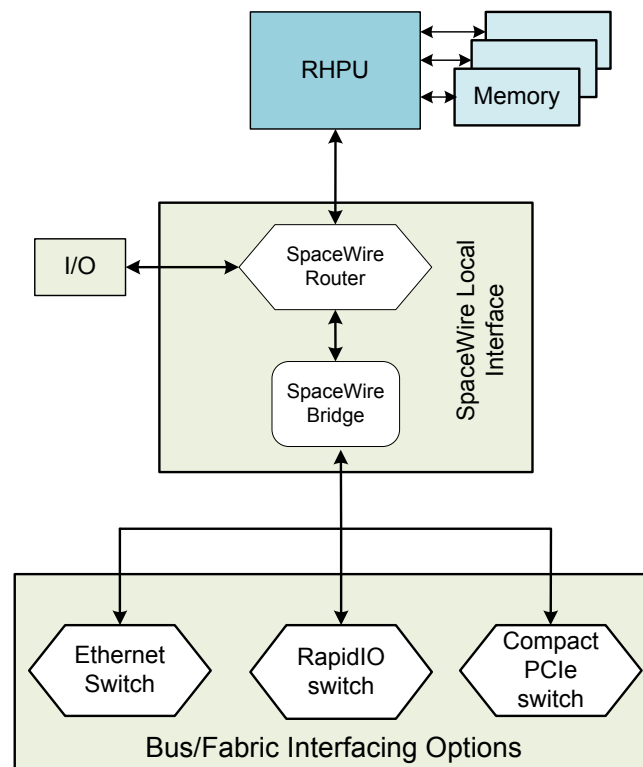 RHPU
Memory
SpaceWire
Router
I/O
SpaceWire Local
Interface
SpaceWire
Bridge
Ethernet
Switch
RapidIO
switch
Compact
PCIe
switch
Bus/Fabric Interfacing Options